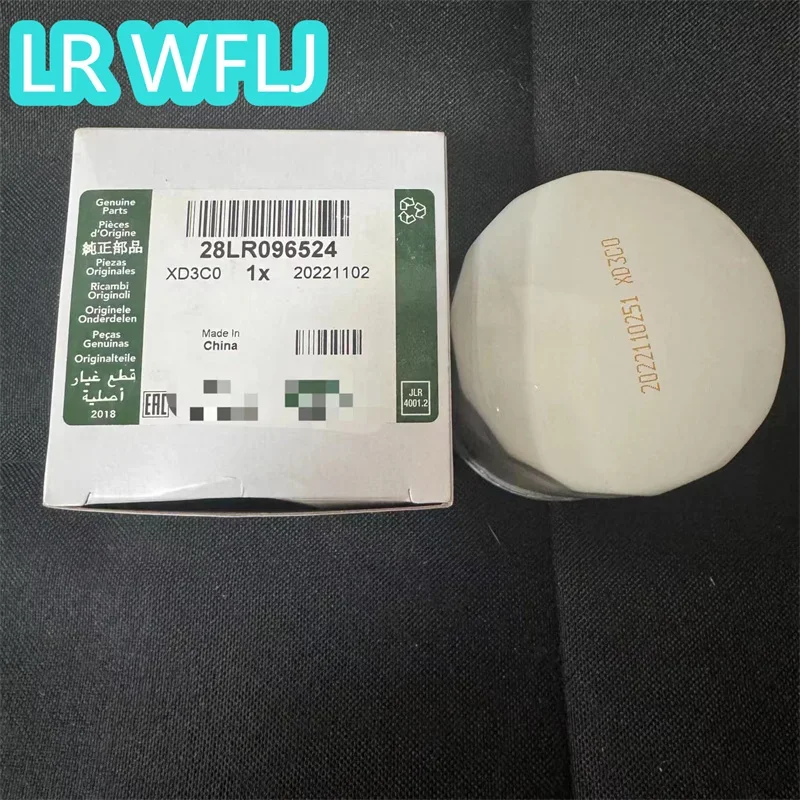 LR WFLJ
Genuine
Parts
Pièces
d'Origine
純正部品
Piezas
Originales
Ricambi
Originali
Originele
Onderdelen
Peças
Genuínas
Originalteile
قطع غيار
أصلية
2018
28LR096524
XD3C0 1x 20221102
Made In
China
EAC
JLR
4001.2
2022110251 XD3C0